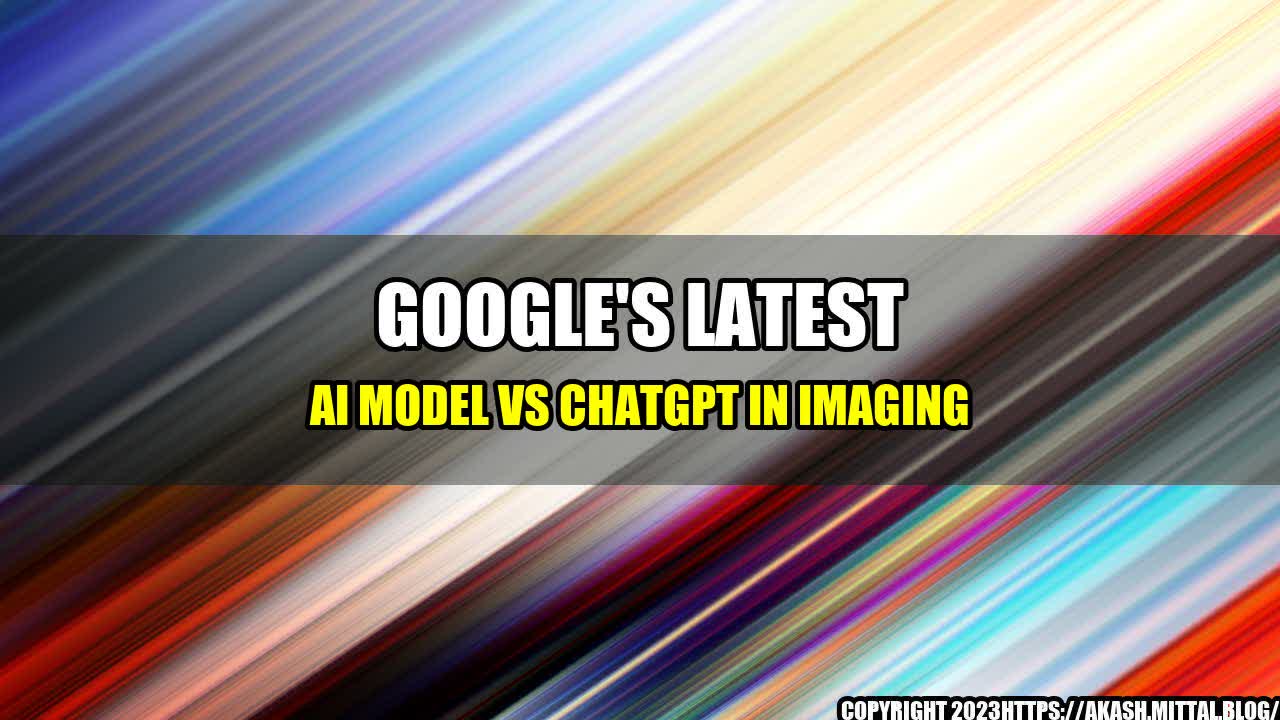 GOOGLE'S LATEST
AI MODEL VS CHATGPT IN IMAGING
COPYRIGHT 2023HTTPS://AKASH.MITTAL.BLOG/